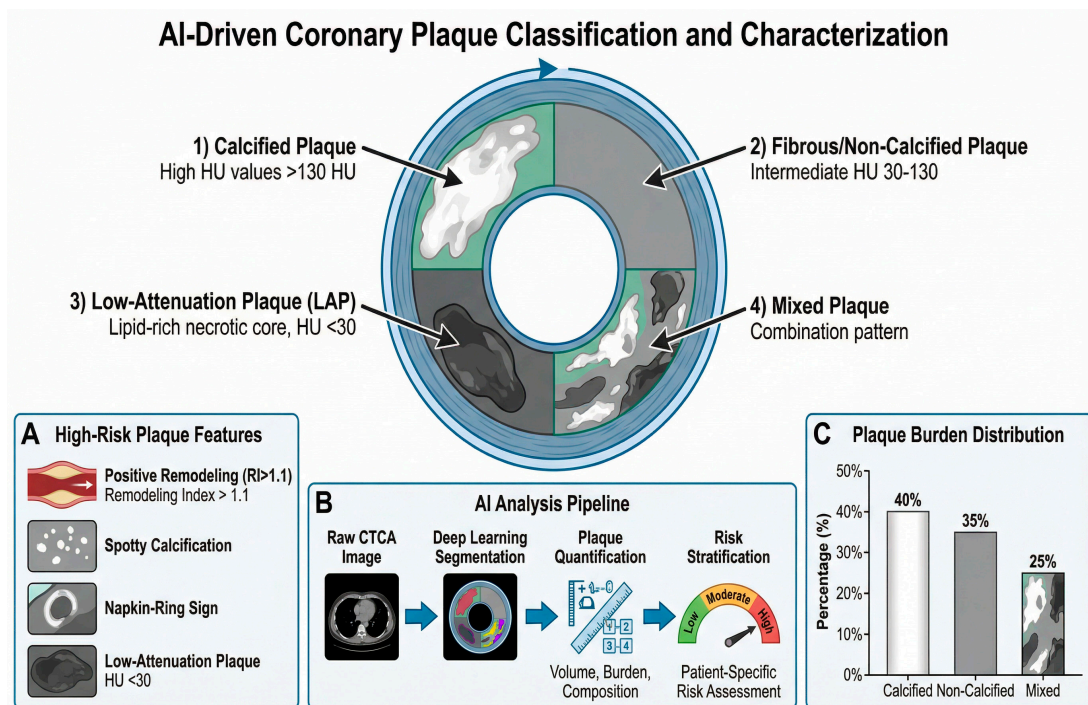 AI-Driven Coronary Plaque Classification and Characterization
1) Calcified Plaque
High HU values >130 HU
2) Fibrous/Non-Calcified Plaque
Intermediate HU 30-130
3) Low-Attenuation Plaque (LAP)
Lipid-rich necrotic core, HU <30
4) Mixed Plaque
Combination pattern
A High-Risk Plaque Features
Positive Remodeling (RI>1.1)
Remodeling Index > 1.1
Spotty Calcification
Napkin-Ring Sign
Low-Attenuation Plaque
HU <30
B AI Analysis Pipeline
Raw CTCA
Image
Deep Learning
Segmentation
Plaque
Quantification
1-2
3-4
Volume, Burden,
Composition
Risk
Stratification
Low
Moderate
High
Patient-Specific
Risk Assessment
C Plaque Burden Distribution
Percentage (%)
50%
40%
30%
20%
10%
0%
40%
35%
25%
Calcified
Non-Calcified
Mixed